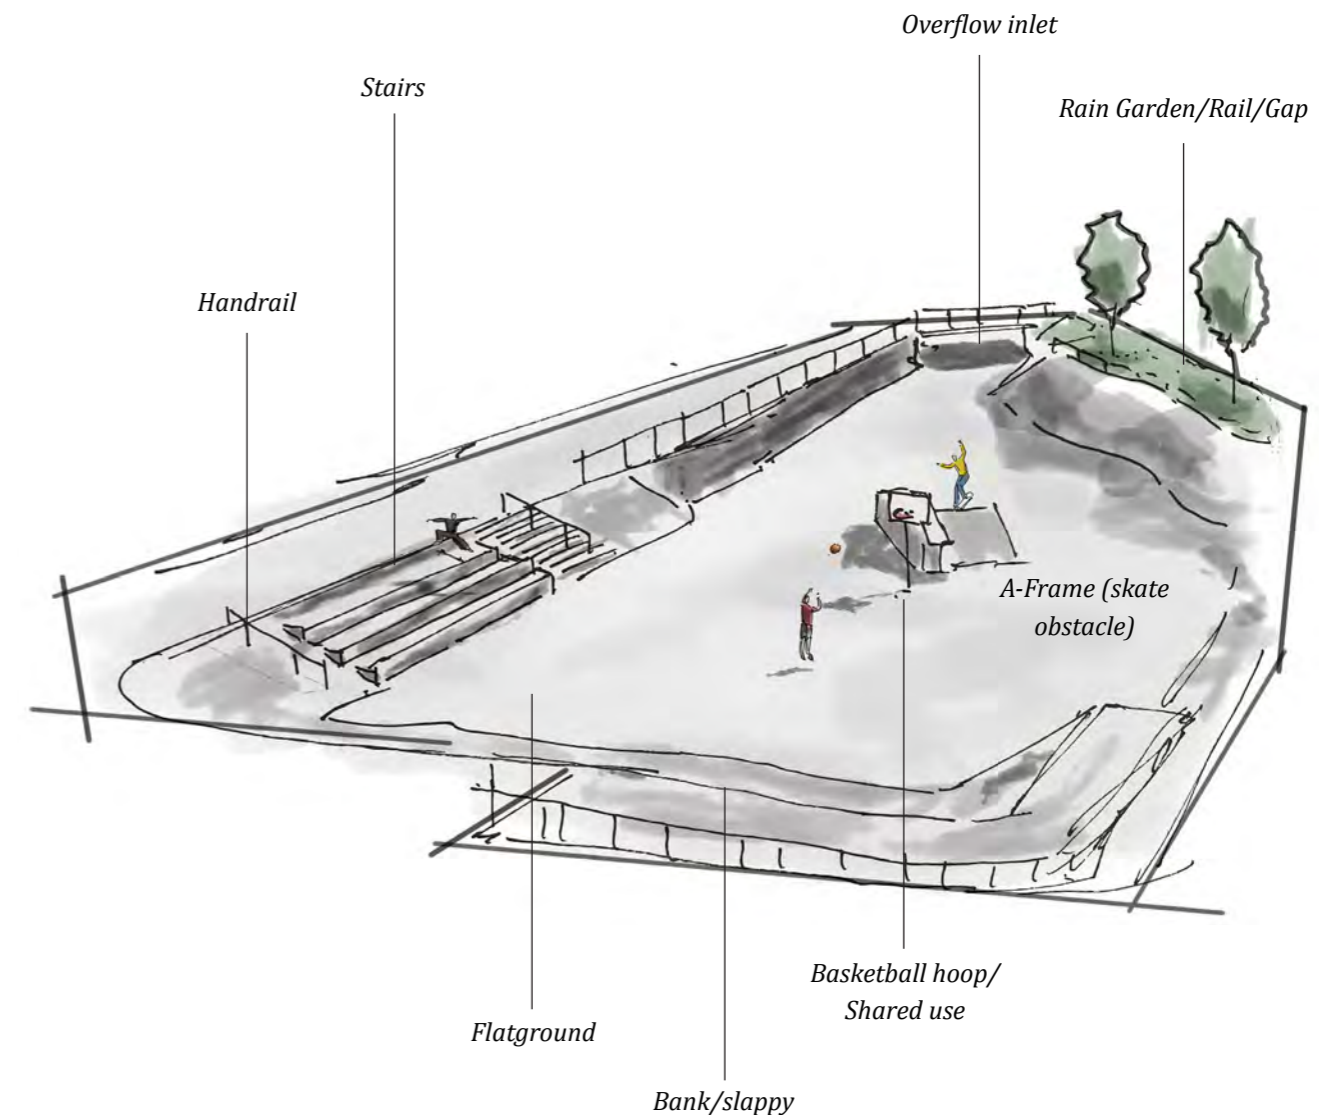 Overflow inlet
Stairs
Rain Garden/Rail/Gap
Handrail
A-Frame (skate
obstacle)
Basketball hoop/
Shared use
Flatground
Bank/slappy